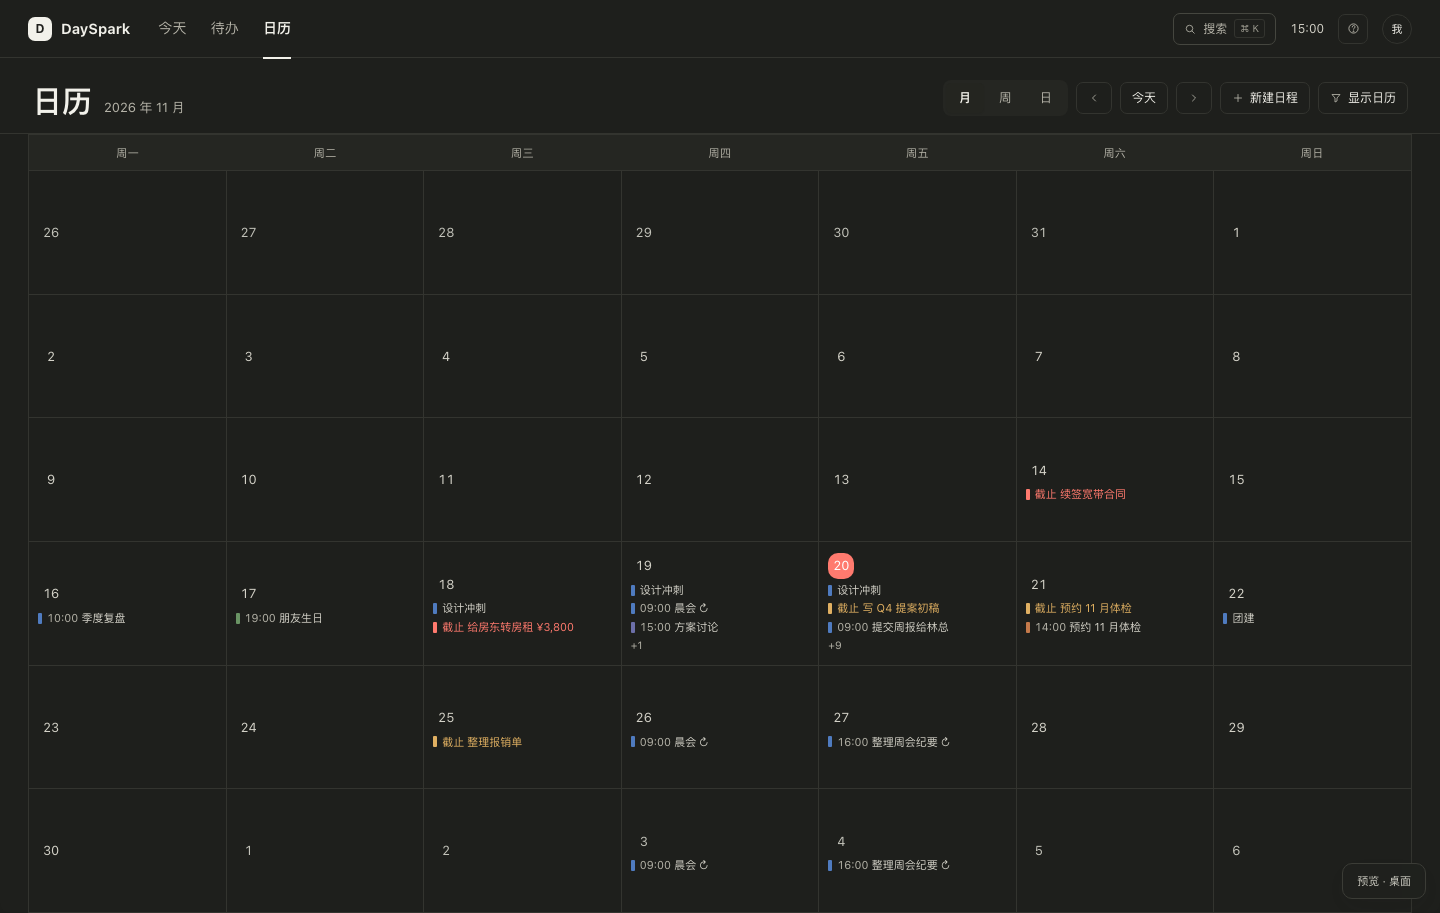 D DaySpark 今天 待办 日历 搜索 ⌘ K 15:00 我
日历 2026 年 11 月 月 周 日 今天 新建日程 显示日历
周一 周二 周三 周四 周五 周六 周日
26 27 28 29 30 31 1
2 3 4 5 6 7 8
9 10 11 12 13 14 15
截止 续签宽带合同
16
10:00 季度复盘
17
19:00 朋友生日
18
设计冲刺
截止 给房东转房租 ¥3,800
19
设计冲刺
09:00 晨会 ↻
15:00 方案讨论
+1
20
设计冲刺
截止 写 Q4 提案初稿
09:00 提交周报给林总
+9
21
截止 预约 11 月体检
14:00 预约 11 月体检
22
团建
23
24
25
截止 整理报销单
26
09:00 晨会 ↻
27
16:00 整理周会纪要 ↻
28
29
30
1
2
3
09:00 晨会 ↻
4
16:00 整理周会纪要 ↻
5
6
预览 · 桌面